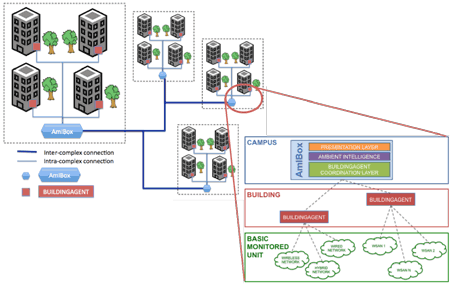 AmiBox
Inter-complex connection
Intra-complex connection
AmiBox
BUILDINGAGENT
CAMPUS
AmiBox
PRESENTATION LAYER
AMBIENT INTELLIGENCE
BUILDINGAGENT
COORDINATION LAYER
BUILDING
BUILDINGAGENT
BUILDINGAGENT
BASIC
MONITORED
UNIT
WIRELESS
NETWORK
WIRED
NETWORK
HYBRID
NETWORK
WSAN 1
WSAN 2
WSAN N